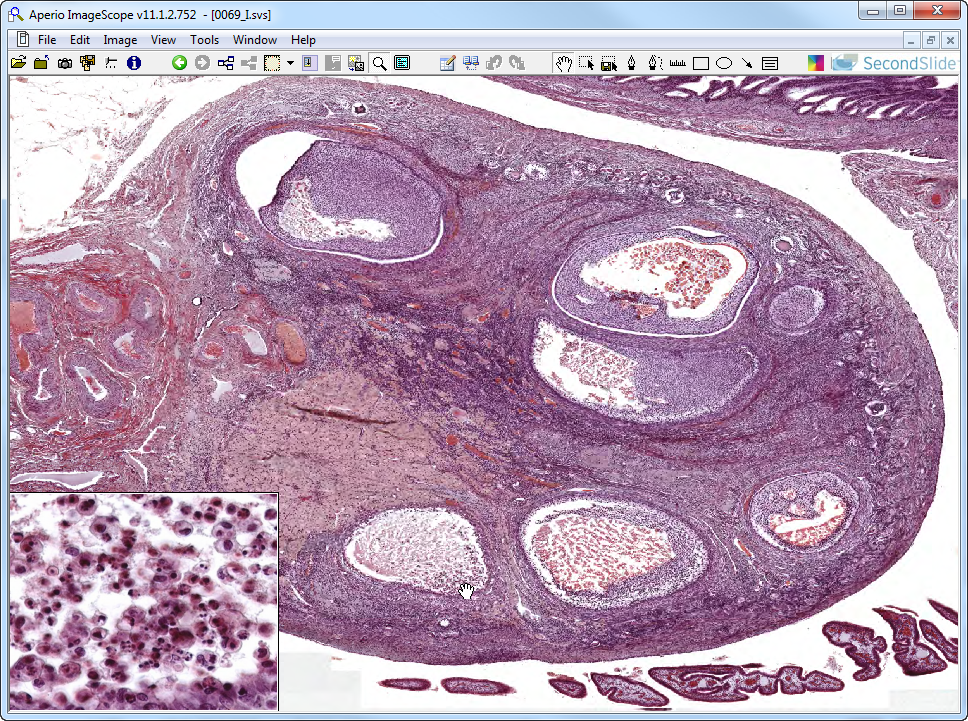 Aperio ImageScope v11.1.2.752 - [0069_I.svs]
File Edit Image View Tools Window Help
SecondSlide